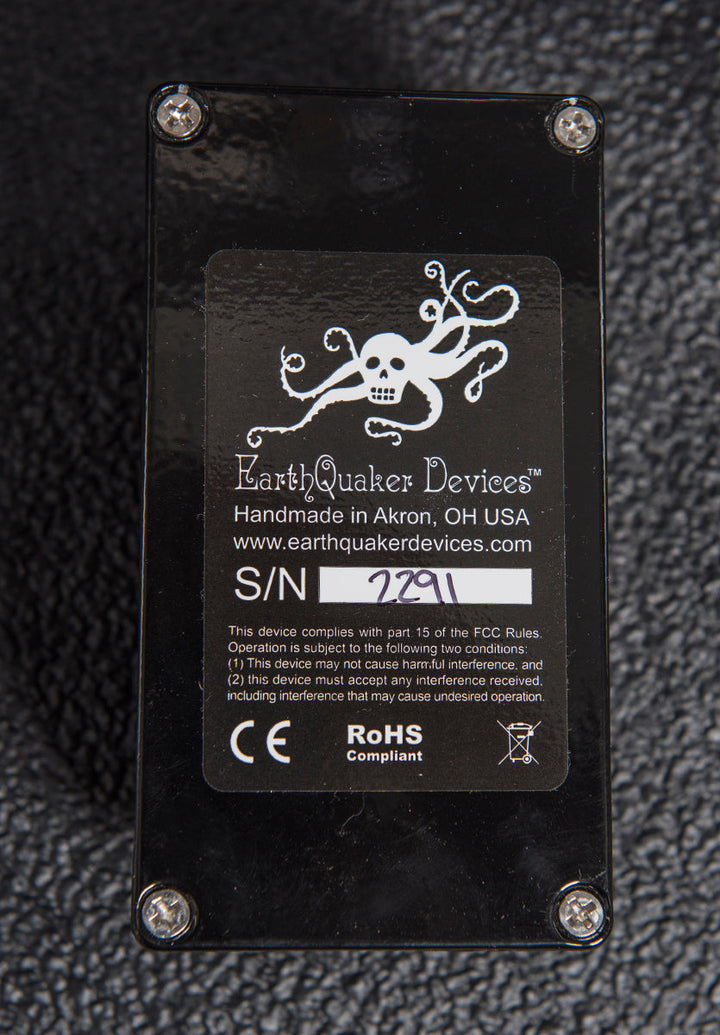 EarthQuaker Devices™
Handmade in Akron, OH USA
www.earthquakerdevices.com
S/N 2291
This device complies with part 15 of the FCC Rules.
Operation is subject to the following two conditions:
(1) This device may not cause harmful interference, and
(2) this device must accept any interference received,
including interference that may cause undesired operation.
CE RoHS
Compliant